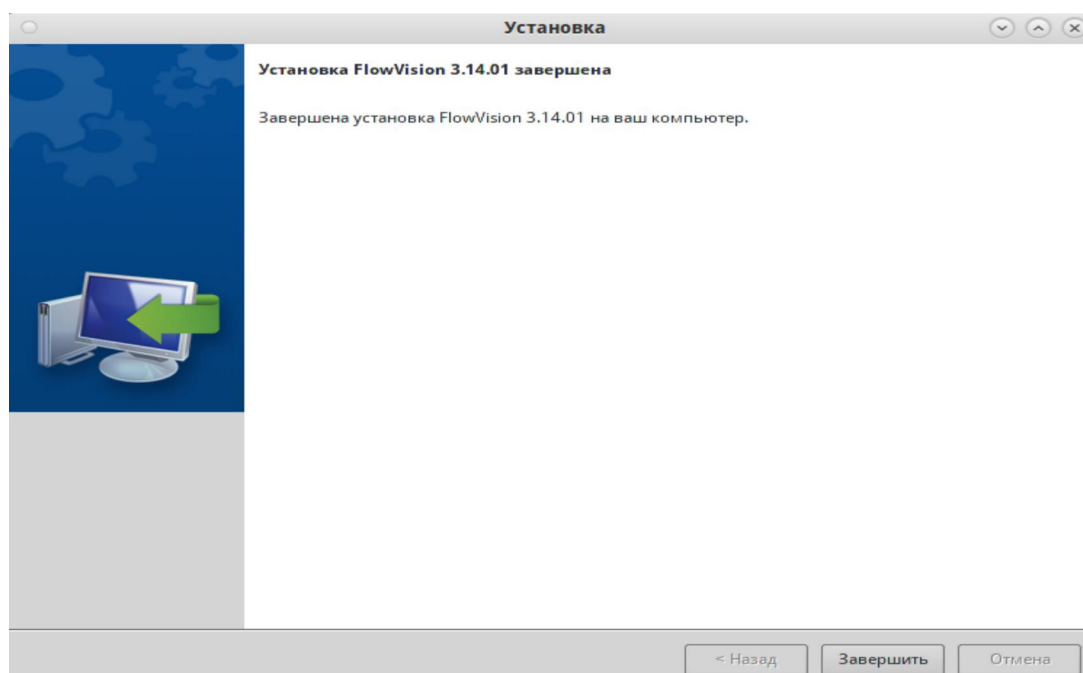 Установка
Установка FlowVision 3.14.01 завершена
Завершена установка FlowVision 3.14.01 на ваш компьютер.
< Назад
Завершить
Отмена